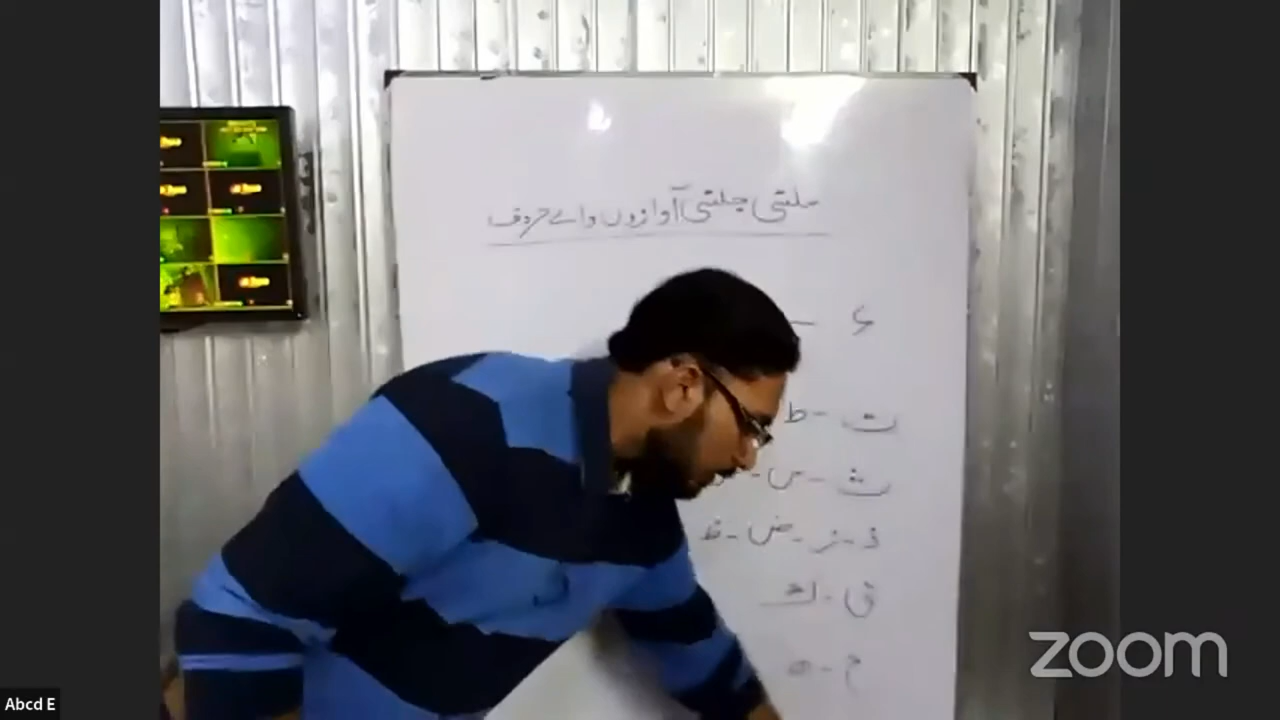 ملتی جلتی آوازوں والے حروف
ء -
ت - ط
ث - س -
ذ - ز - ض - ظ
ق - ك
ح - ه
zoom
Abcd E